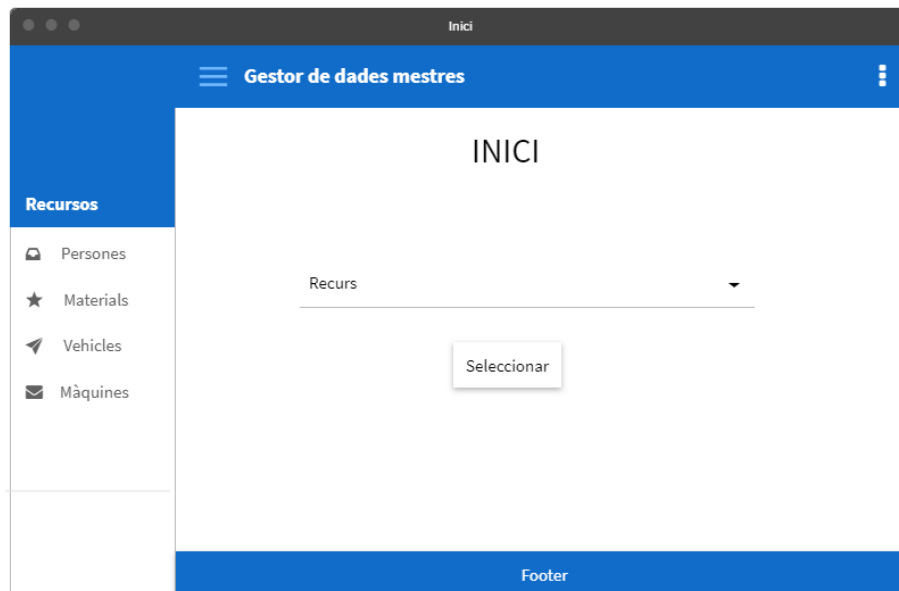 Inici
Gestor de dades mestres
INICI
Recursos
Persones
Materials
Vehicles
Màquines
Recurs
Seleccionar
Footer